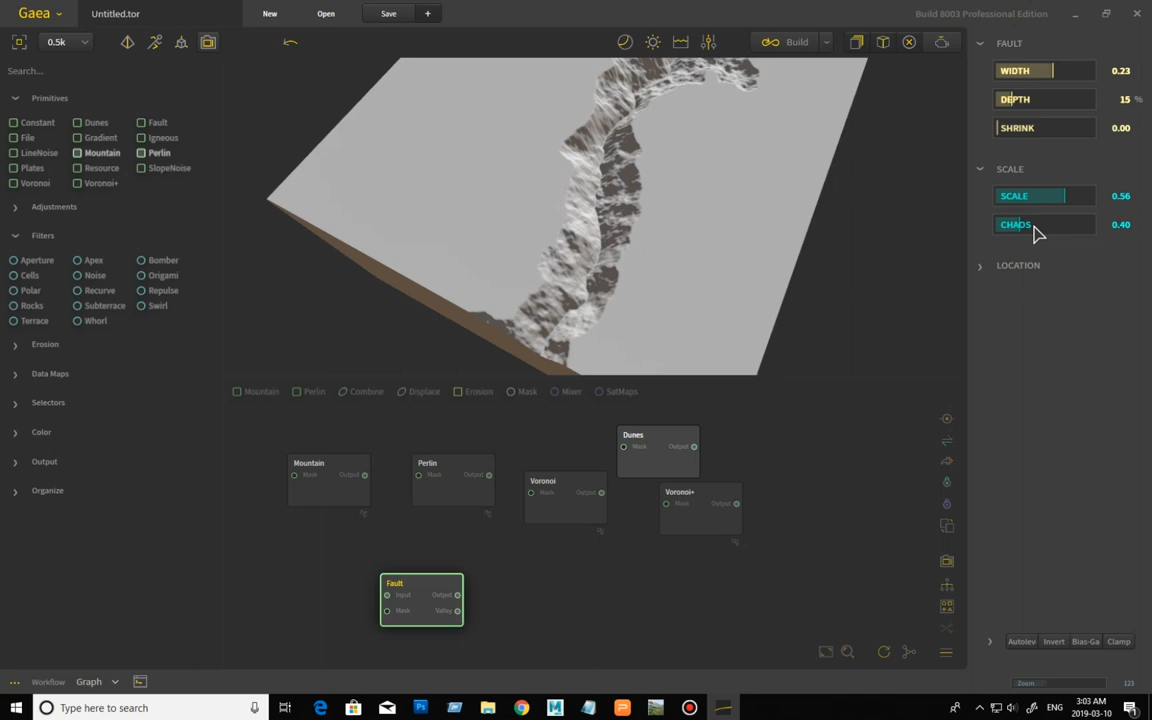 Gaea
Untitled.tor
New
Open
Save
+
Build 8003 Professional Edition
0.5k
Build
Search...
Primitives
Constant Dunes Fault
File Gradient Igneous
LineNoise Mountain Perlin
Plates Resource SlopeNoise
Voronoi Voronoi+
Adjustments
Filters
Aperture Apex Bomber
Cells Noise Origami
Polar Recurve Repulse
Rocks Subterrace Swirl
Terrace Whorl
Erosion
Data Maps
Selectors
Color
Output
Organize
Mountain Perlin Combine Displace Erosion Mask Mixer SatMaps
Dunes
Mask Output
Mountain
Mask Output
Perlin
Mask Output
Voronoi
Mask Output
Voronoi+
Mask Output
Fault
Input Output
Mask Valley
FAULT
WIDTH 0.23
DEPTH 15 %
SHRINK 0.00
SCALE
SCALE 0.56
CHAOS 0.40
LOCATION
Autolev Invert Bias-Ga Clamp
Workflow Graph
Zoom 123
Type here to search
ENG
3:03 AM
2019-03-10